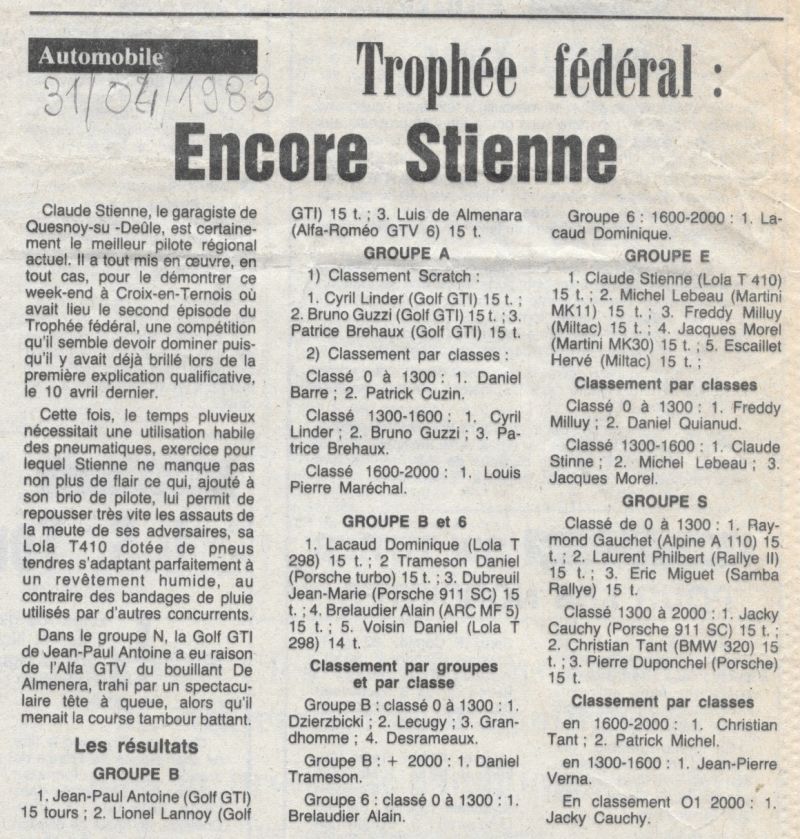 Automobile
31/04/1983
Trophée fédéral :
Encore Stienne
Claude Stienne, le garagiste de
Quesnoy-su -Deûle, est certaine-
ment le meilleur pilote régional
actuel. Il a tout mis en œuvre, en
tout cas, pour le démontrer ce
week-end à Croix-en-Ternois où
avait lieu le second épisode du
Trophée fédéral, une compétition
qu'il semble devoir dominer puis-
qu'il y avait déjà brillé lors de la
première explication qualificative,
le 10 avril dernier.
Cette fois, le temps pluvieux
nécessitait une utilisation habile
des pneumatiques, exercice pour
lequel Stienne ne manque pas
non plus de flair ce qui, ajouté à
son brio de pilote, lui permit de
repousser très vite les assauts de
la meute de ses adversaires, sa
Lola T410 dotée de pneus
tendres s'adaptant parfaitement à
un revêtement humide, au
contraire des bandages de pluie
utilisés par d'autres concurrents.
Dans le groupe N, la Golf GTI
de Jean-Paul Antoine a eu raison
de l'Alfa GTV du bouillant De
Almenera, trahi par un spectacu-
laire tête à queue, alors qu'il
menait la course tambour battant.
Les résultats
GROUPE B
1. Jean-Paul Antoine (Golf GTI)
15 tours ; 2. Lionel Lannoy (Golf
GTI) 15 t. ; 3. Luis de Almenara
(Alfa-Roméo GTV 6) 15 t.
GROUPE A
1) Classement Scratch :
1. Cyril Linder (Golf GTI) 15 t. ;
2. Bruno Guzzi (Golf GTI) 15 t. ; 3.
Patrice Brehaux (Golf GTI) 15 t.
2) Classement par classes :
Classé 0 à 1300 : 1. Daniel
Barre ; 2. Patrick Cuzin.
Classé 1300-1600 : 1. Cyril
Linder ; 2. Bruno Guzzi ; 3. Pa-
trice Brehaux.
Classé 1600-2000 : 1. Louis
Pierre Maréchal.
GROUPE B et 6
1. Lacaud Dominique (Lola T
298) 15 t. ; 2 Trameson Daniel
(Porsche turbo) 15 t. ; 3. Dubreuil
Jean-Marie (Porsche 911 SC) 15
t. ; 4. Brelaudier Alain (ARC MF 5)
15 t. ; 5. Voisin Daniel (Lola T
298) 14 t.
Classement par groupes
et par classe
Groupe B : classé 0 à 1300 : 1.
Dzierzbicki ; 2. Lecugy ; 3. Gran-
dhomme ; 4. Desrameaux.
Groupe B : + 2000 : 1. Daniel
Trameson.
Groupe 6 : classé 0 à 1300 : 1.
Brelaudier Alain.
Groupe 6 : 1600-2000 : 1. La-
caud Dominique.
GROUPE E
1. Claude Stienne (Lola T 410)
15 t. ; 2. Michel Lebeau (Martini
MK11) 15 t. ; 3. Freddy Milluy
(Miltac) 15 t. ; 4. Jacques Morel
(Martini MK30) 15 t. ; 5. Escaillet
Hervé (Miltac) 15 t. ;
Classement par classes
Classé 0 à 1300 : 1. Freddy
Milluy ; 2. Daniel Quianud.
Classé 1300-1600 : 1. Claude
Stinne ; 2. Michel Lebeau ; 3.
Jacques Morel.
GROUPE S
Classé de 0 à 1300 : 1. Ray-
mond Gauchet (Alpine A 110) 15
t. ; 2. Laurent Philbert (Rallye II)
15 t. ; 3. Eric Miguet (Samba
Rallye) 15 t.
Classé 1300 à 2000 : 1. Jacky
Cauchy (Porsche 911 SC) 15 t. ;
2. Christian Tant (BMW 320) 15
t. ; 3. Pierre Duponchel (Porsche)
15 t.
Classement par classes
en 1600-2000 : 1. Christian
Tant ; 2. Patrick Michel.
en 1300-1600 : 1. Jean-Pierre
Verna.
En classement O1 2000 : 1.
Jacky Cauchy.